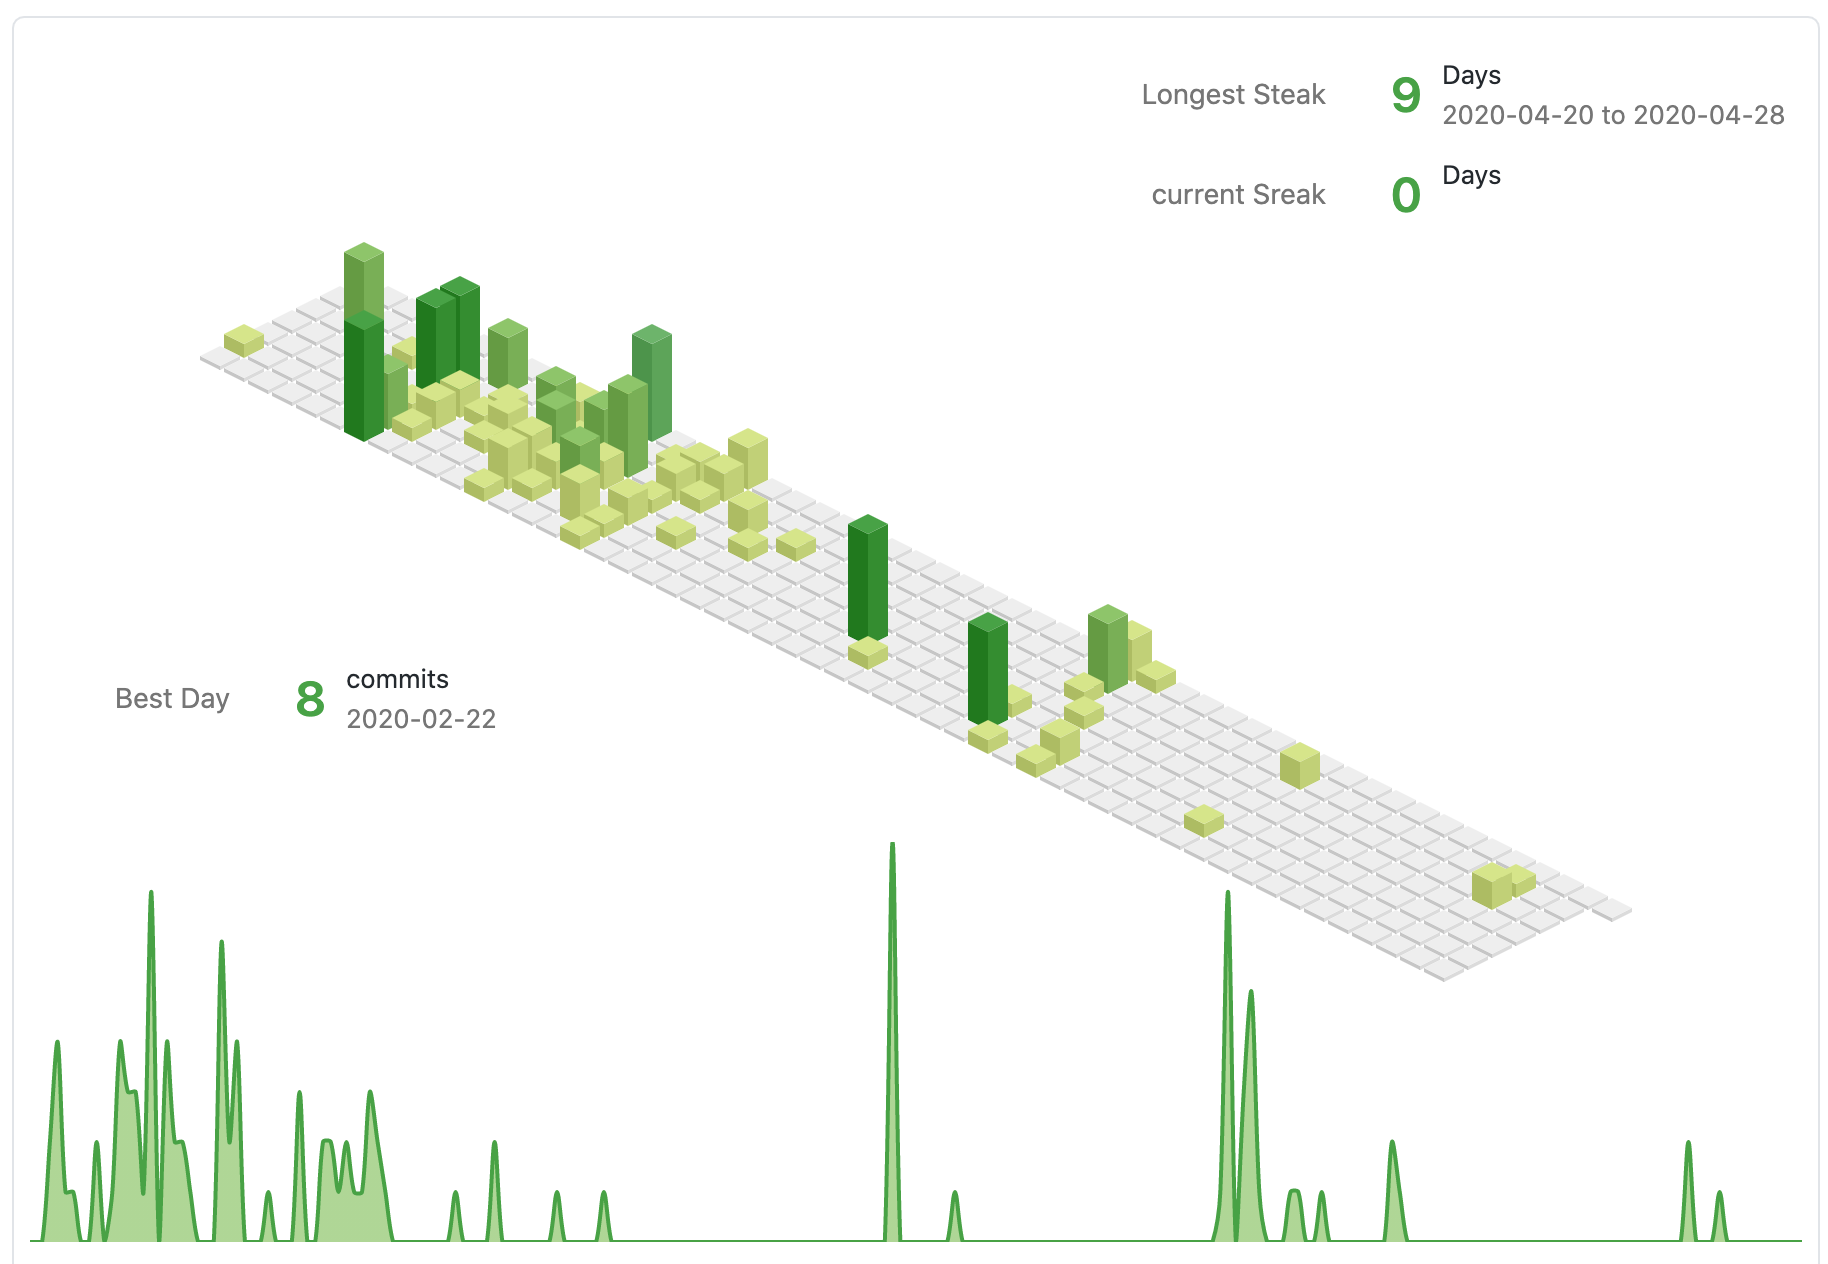 Longest Steak 9 Days
2020-04-20 to 2020-04-28
current Sreak 0 Days
Best Day 8 commits
2020-02-22